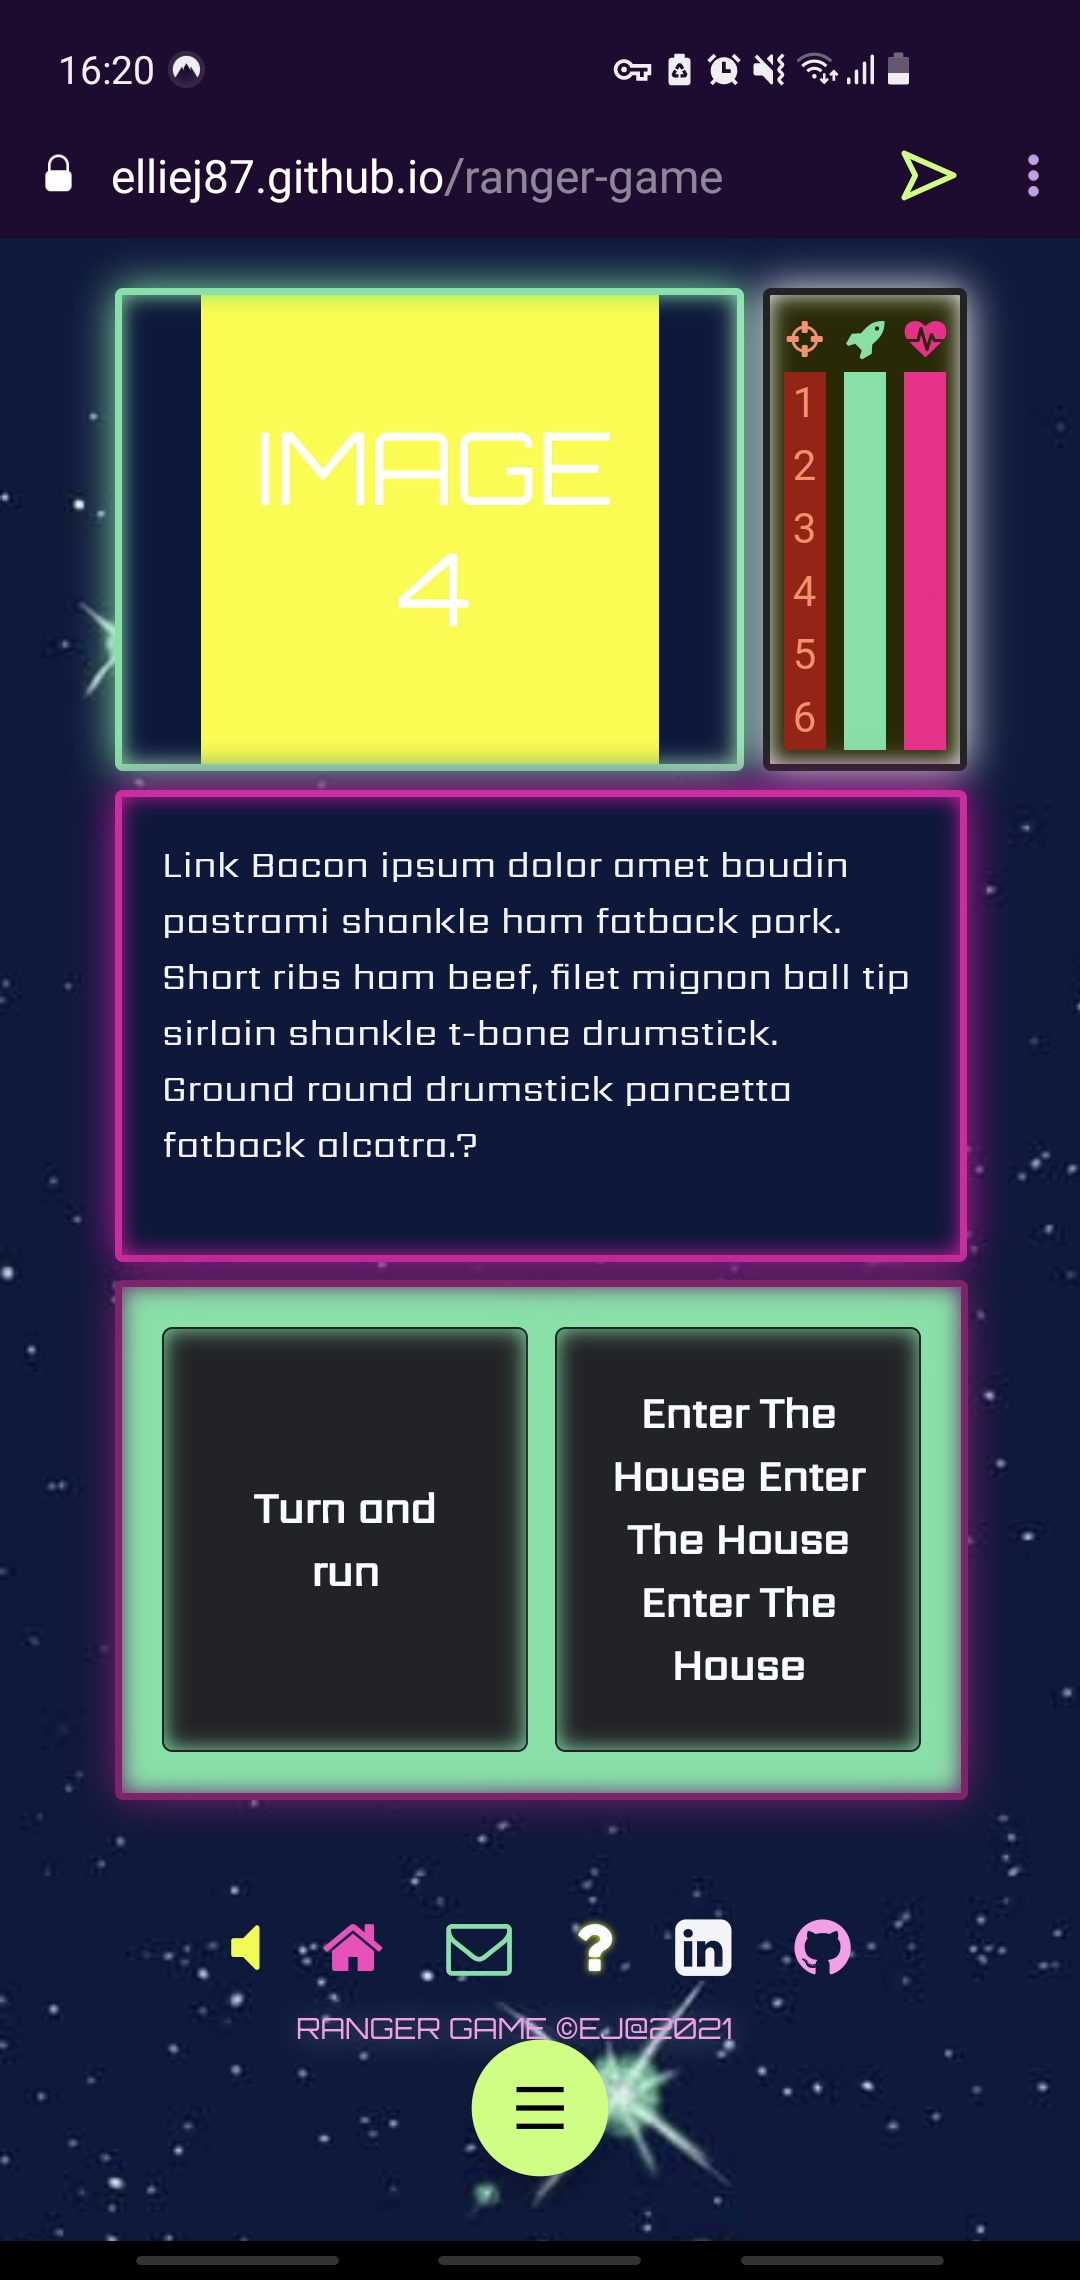 16:20
elliej87.github.io/ranger-game
IMAGE
4
1
2
3
4
5
6
Link Bacon ipsum dolor amet boudin
pastrami shankle ham fatback pork.
Short ribs ham beef, filet mignon ball tip
sirloin shankle t-bone drumstick.
Ground round drumstick pancetta
fatback alcatra.?
Turn and
run
Enter The
House Enter
The House
Enter The
House
?
in
RANGER GAME ©EJ@2021